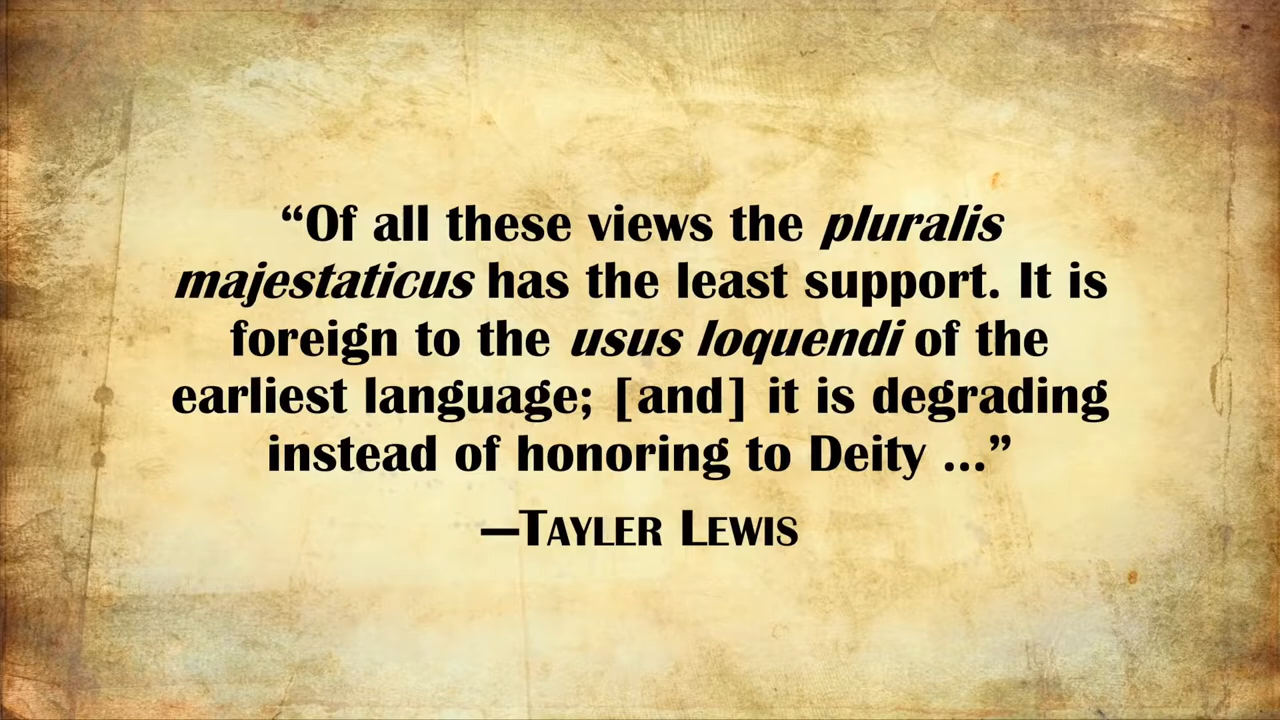 “Of all these views the pluralis
majestaticus has the least support. It is
foreign to the usus loquendi of the
earliest language; [and] it is degrading
instead of honoring to Deity ...”
—TAYLER LEWIS